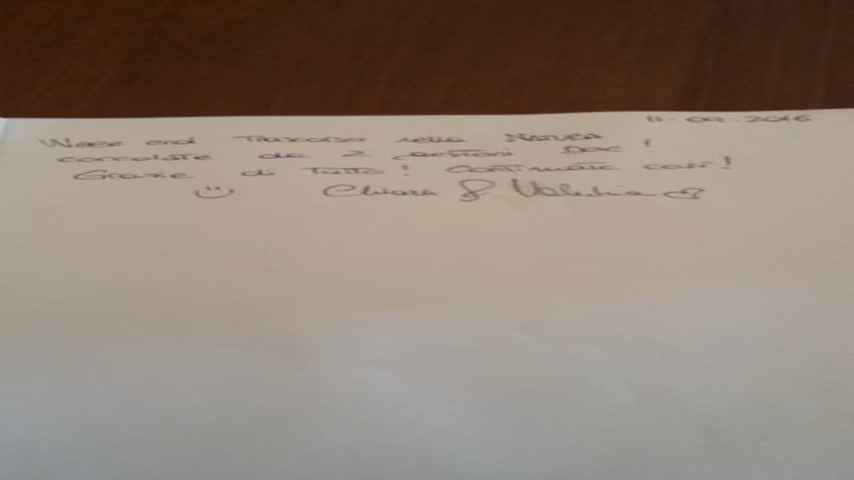 11-09-2016
Week end trascorso nella NATURA
coccolate da 2 gestori DOC!
Grazie di tutto! Continuate così!
Chiara & Valentina